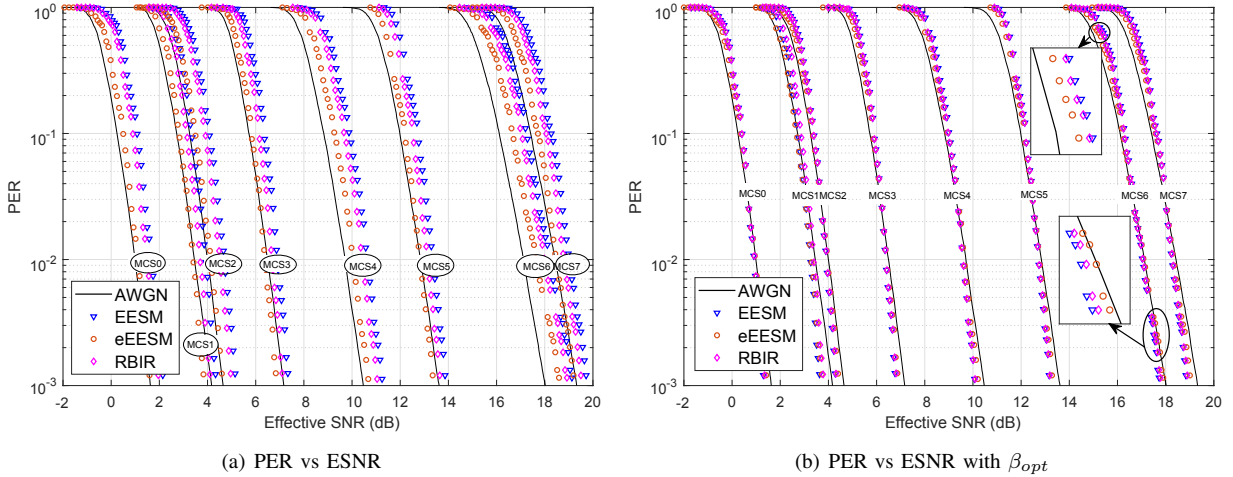 10^0
10^-1
10^-2
10^-3
PER
-2 0 2 4 6 8 10 12 14 16 18 20
Effective SNR (dB)
MCS0
MCS1
MCS2
MCS3
MCS4
MCS5
MCS6
MCS7
AWGN
EESM
eEESM
RBIR
(a) PER vs ESNR
10^0
10^-1
10^-2
10^-3
PER
-2 0 2 4 6 8 10 12 14 16 18 20
Effective SNR (dB)
MCS0
MCS1
MCS2
MCS3
MCS4
MCS5
MCS6
MCS7
AWGN
EESM
eEESM
RBIR
(b) PER vs ESNR with β_opt